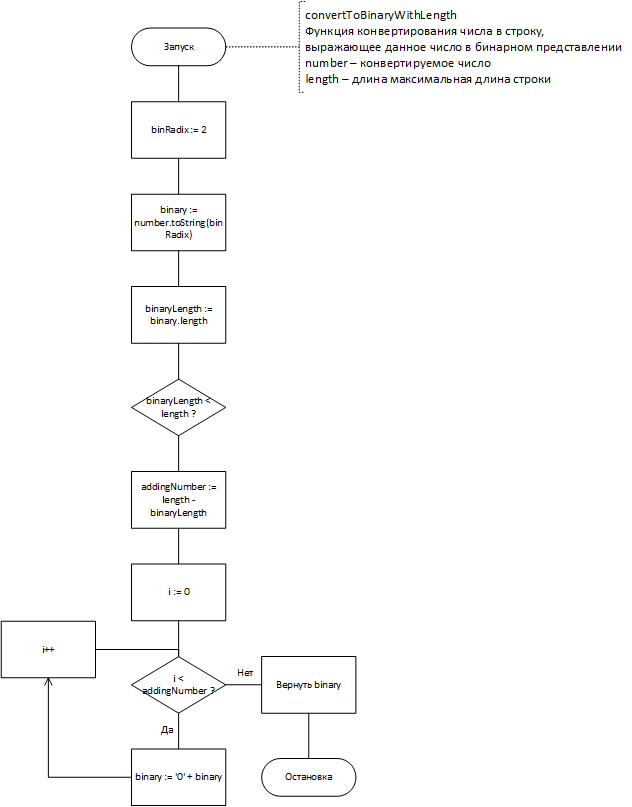 convertToBinaryWithLength
Функция конвертирования числа в строку,
выражающее данное число в бинарном представлении
number – конвертируемое число
length – длина максимальная длина строки
Запуск
binRadix := 2
binary :=
number.toString(bin
Radix)
binaryLength :=
binary.length
binaryLength <
length ?
addingNumber :=
length -
binaryLength
i := 0
i++
i <
addingNumber ?
Нет
Вернуть binary
Да
binary := '0' + binary
Остановка